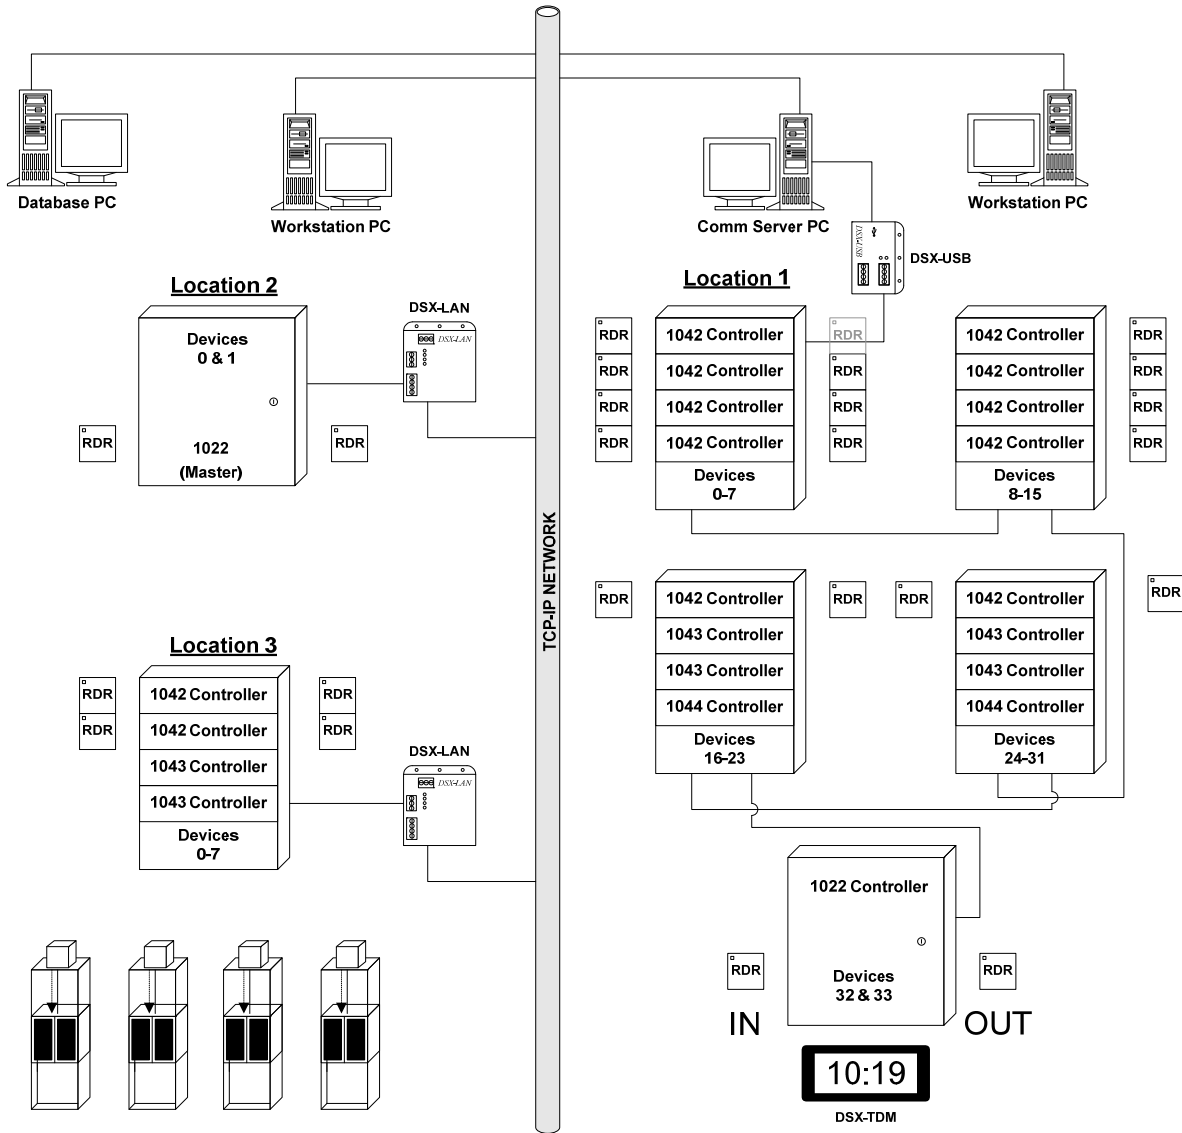 Database PC
Workstation PC
Comm Server PC
Workstation PC
DSX-USB
DSX-USB
Location 2
DSX-LAN
DSX-LAN
Devices
0 & 1
1022
(Master)
RDR
RDR
Location 1
RDR
1042 Controller
RDR
RDR
1042 Controller
RDR
RDR
1042 Controller
RDR
RDR
1042 Controller
RDR
Devices
0-7
1042 Controller
RDR
1042 Controller
RDR
1042 Controller
RDR
1042 Controller
RDR
Devices
8-15
TCP-IP NETWORK
Location 3
RDR
1042 Controller
RDR
RDR
1042 Controller
RDR
1043 Controller
1043 Controller
Devices
0-7
DSX-LAN
DSX-LAN
RDR
1042 Controller
RDR
1043 Controller
1043 Controller
1044 Controller
Devices
16-23
RDR
1042 Controller
RDR
1043 Controller
1043 Controller
1044 Controller
Devices
24-31
1022 Controller
Devices
32 & 33
RDR
RDR
IN
OUT
10:19
DSX-TDM